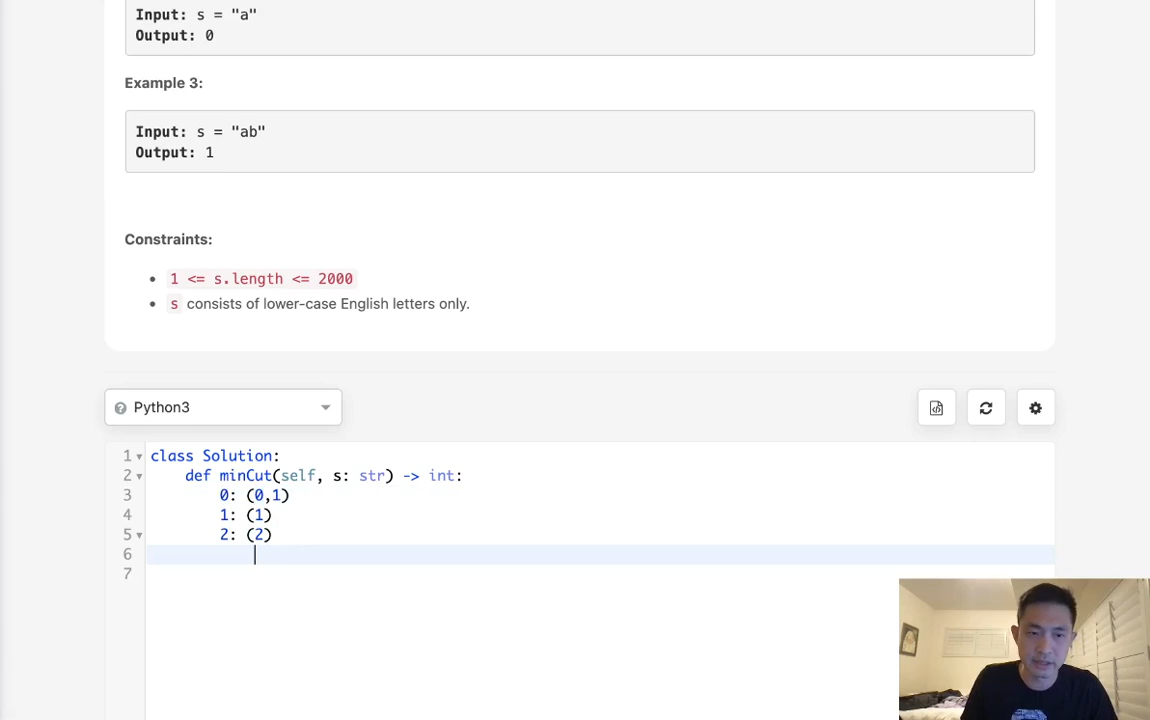 Input: s = "a"
Output: 0
Example 3:
Input: s = "ab"
Output: 1
Constraints:
1 <= s.length <= 2000
s consists of lower-case English letters only.
Python3
1 class Solution:
2 def minCut(self, s: str) -> int:
3 0: (0,1)
4 1: (1)
5 2: (2)
6
7